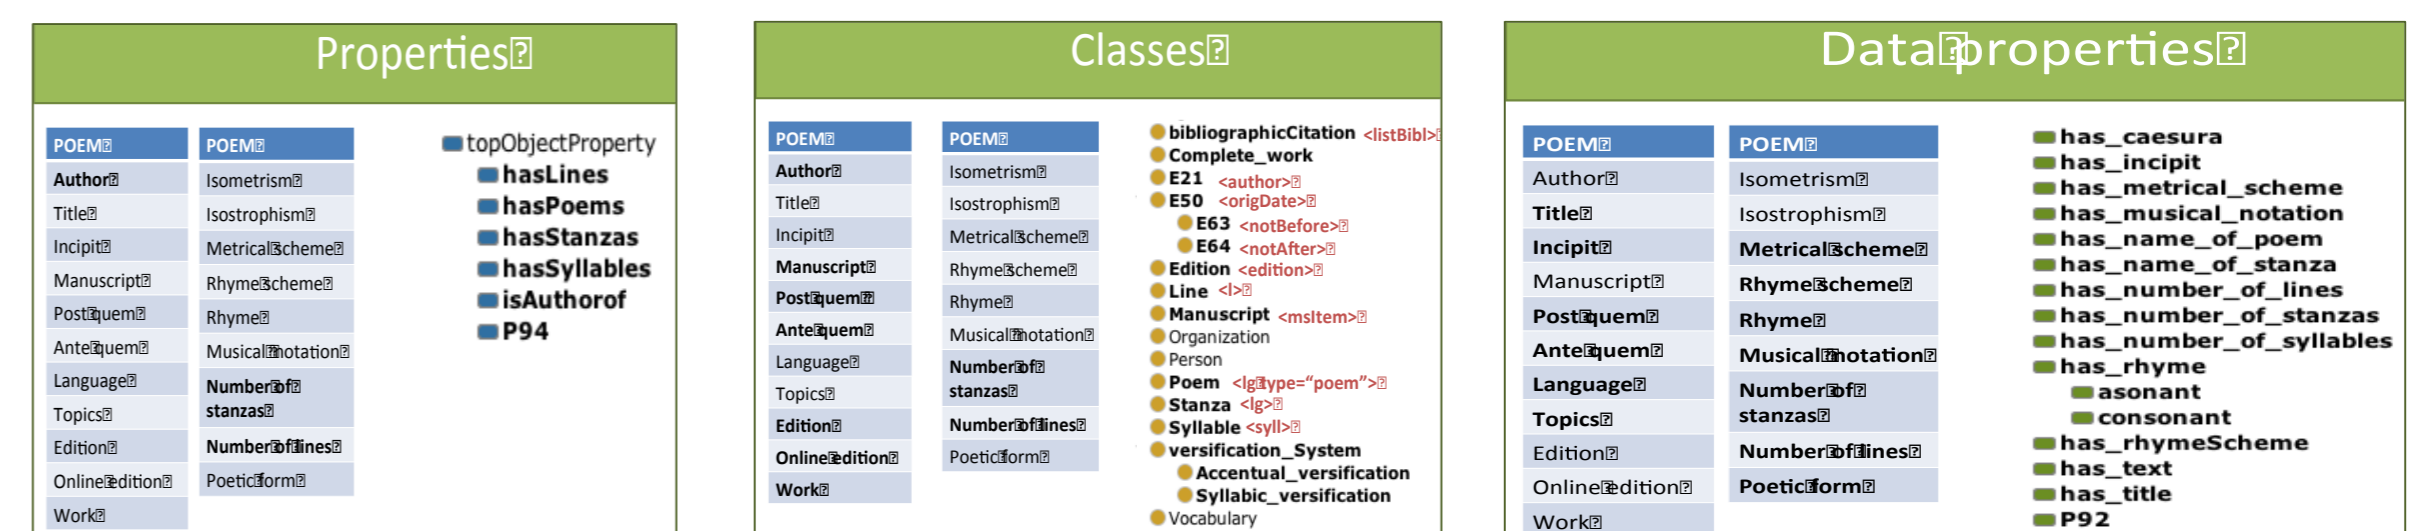 Properties
POEM
Author
Title
Incipit
Manuscript
Post quem
Ante quem
Language
Topics
Edition
Online edition
Work
POEM
Isometrism
Isostrophism
Metrical scheme
Rhyme scheme
Rhyme
Musical notation
Number of
stanzas
Number of lines
Poetic form
topObjectProperty
hasLines
hasPoems
hasStanzas
hasSyllables
isAuthorof
P94
Classes
POEM
Author
Title
Incipit
Manuscript
Post quem
Ante quem
Language
Topics
Edition
Online edition
Work
POEM
Isometrism
Isostrophism
Metrical scheme
Rhyme scheme
Rhyme
Musical notation
Number of
stanzas
Number of lines
Poetic form
bibliographicCitation <listBibl>
Complete_work
E21 <author>
E50 <origDate>
E63 <notBefore>
E64 <notAfter>
Edition <edition>
Line <l>
Manuscript <msItem>
Organization
Person
Poem <lg type="poem">
Stanza <lg>
Syllable <syll>
versification_System
Accentual_versification
Syllabic_versification
Vocabulary
Data properties
POEM
Author
Title
Incipit
Manuscript
Post quem
Ante quem
Language
Topics
Edition
Online edition
Work
POEM
Isometrism
Isostrophism
Metrical scheme
Rhyme scheme
Rhyme
Musical notation
Number of
stanzas
Number of lines
Poetic form
has_caesura
has_incipit
has_metrical_scheme
has_musical_notation
has_name_of_poem
has_name_of_stanza
has_number_of_lines
has_number_of_stanzas
has_number_of_syllables
has_rhyme
asonant
consonant
has_rhymeScheme
has_text
has_title
P92